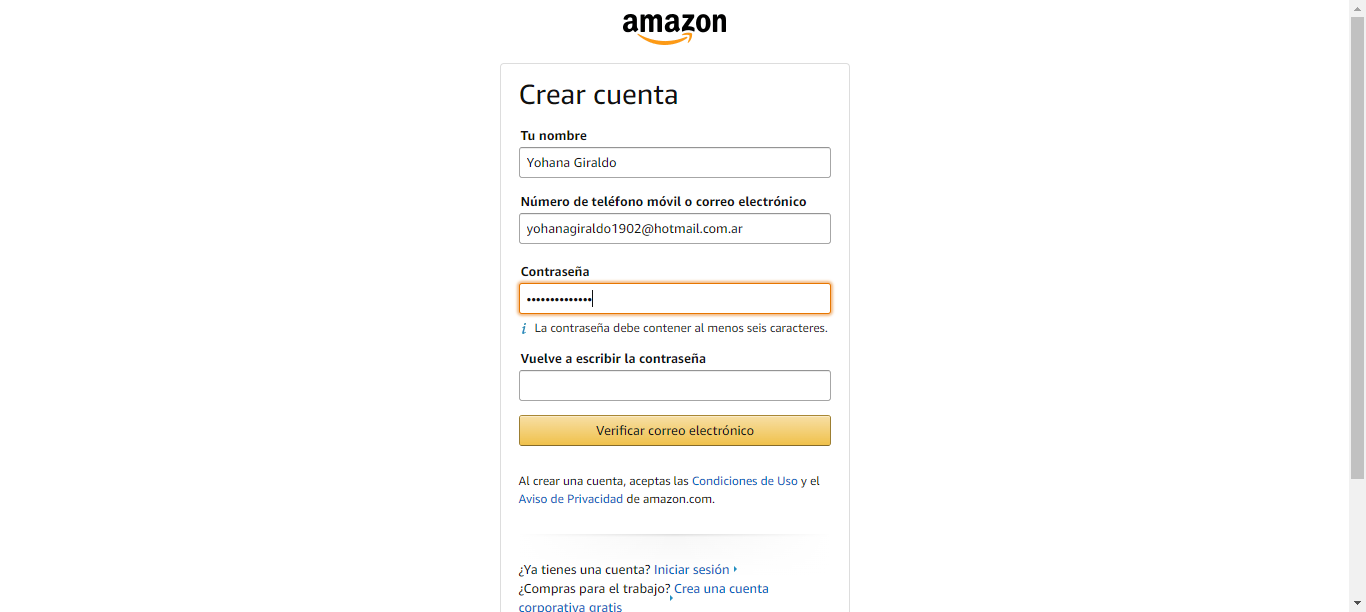 amazon
Crear cuenta
Tu nombre
Yohana Giraldo
Número de teléfono móvil o correo electrónico
yohanagiraldo1902@hotmail.com.ar
Contraseña
••••••••••••••
i La contraseña debe contener al menos seis caracteres.
Vuelve a escribir la contraseña
Verificar correo electrónico
Al crear una cuenta, aceptas las Condiciones de Uso y el
Aviso de Privacidad de amazon.com.
¿Ya tienes una cuenta? Iniciar sesión
¿Compras para el trabajo? Crea una cuenta
corporativa gratis